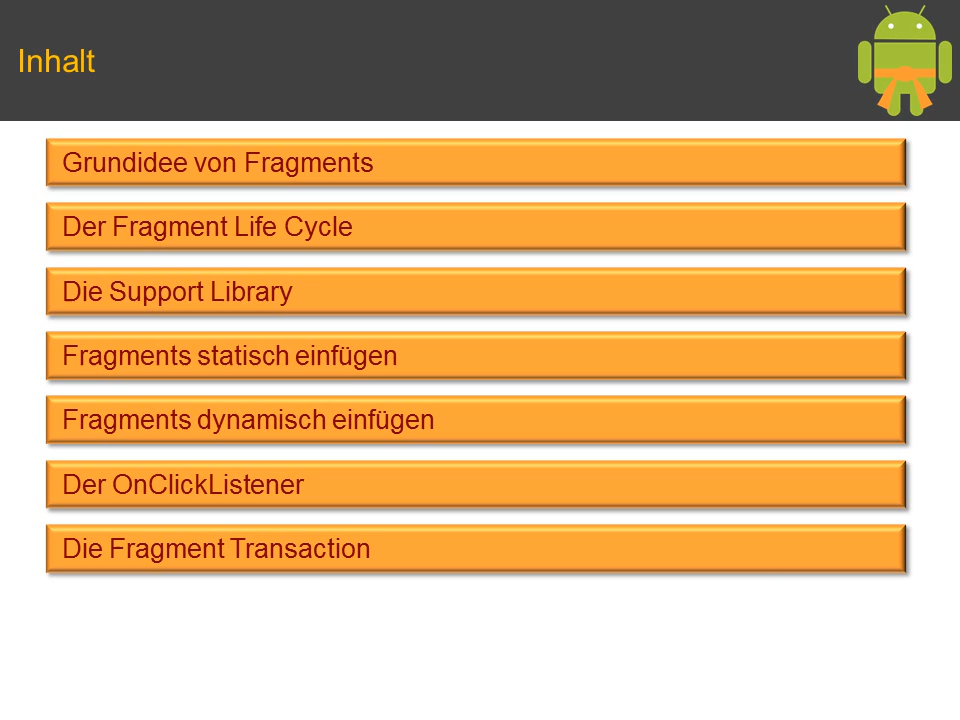 Inhalt
Grundidee von Fragments
Der Fragment Life Cycle
Die Support Library
Fragments statisch einfügen
Fragments dynamisch einfügen
Der OnClickListener
Die Fragment Transaction